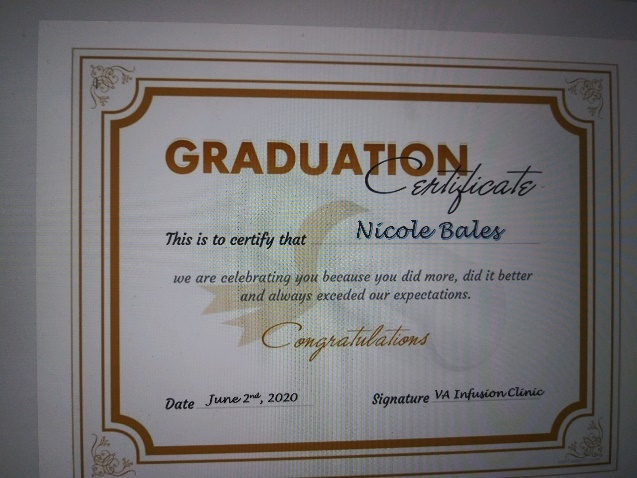 GRADUATION
Certificate
This is to certify that Nicole Bales
we are celebrating you because you did more, did it better
and always exceded our expectations.
Congratulations
Date June 2nd, 2020 Signature VA Infusion Clinic